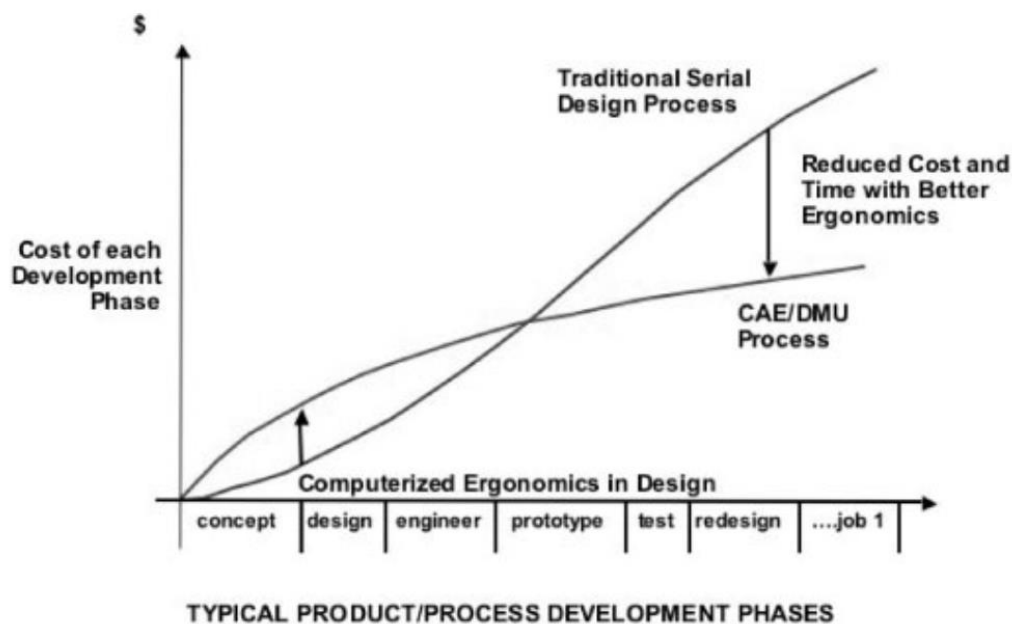 $
Traditional Serial
Design Process
Reduced Cost and
Time with Better
Ergonomics
Cost of each
Development
Phase
CAE/DMU
Process
Computerized Ergonomics in Design
concept design engineer prototype test redesign ....job 1
TYPICAL PRODUCT/PROCESS DEVELOPMENT PHASES